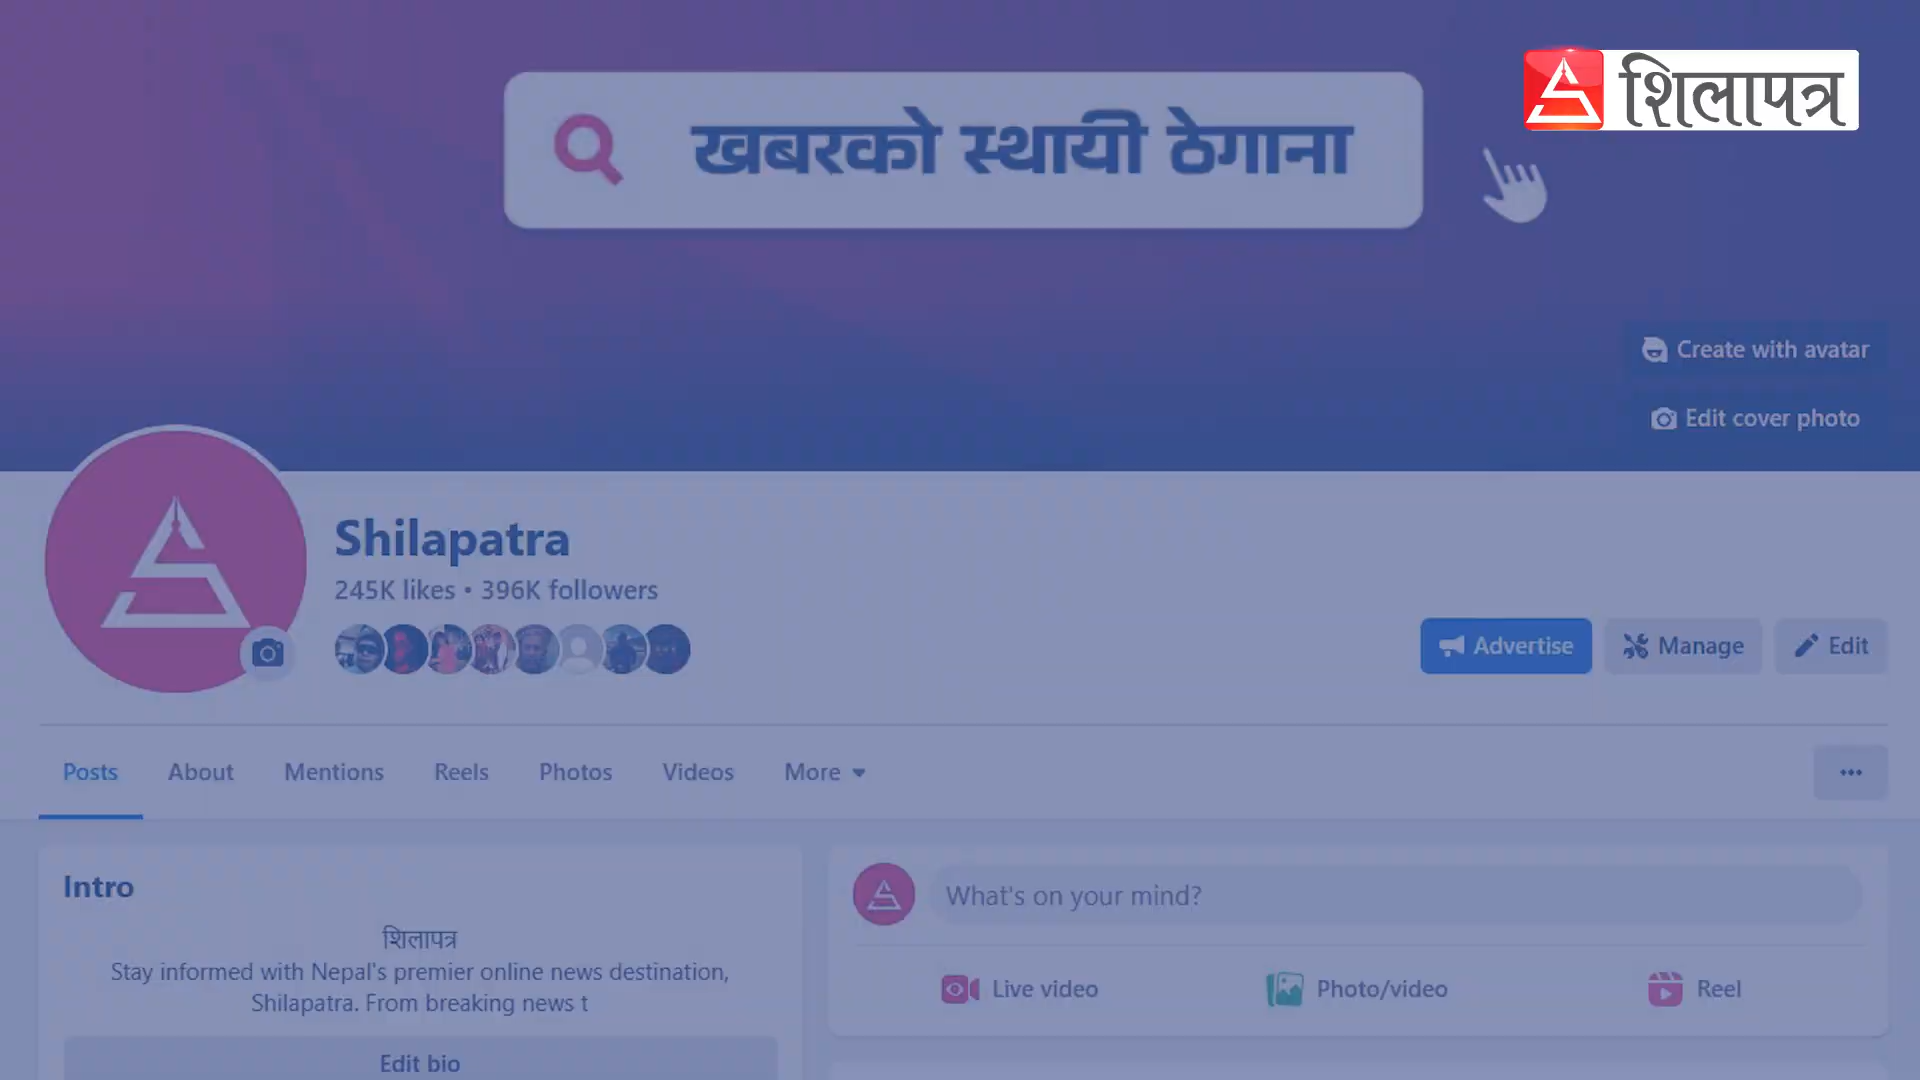 शिलापत्र
खबरको स्थायी ठेगाना
Create with avatar
Edit cover photo
Shilapatra
245K likes • 396K followers
Advertise
Manage
Edit
Posts
About
Mentions
Reels
Photos
Videos
More
Intro
शिलापत्र
Stay informed with Nepal's premier online news destination,
Shilapatra. From breaking news t
Edit bio
What's on your mind?
Live video
Photo/video
Reel